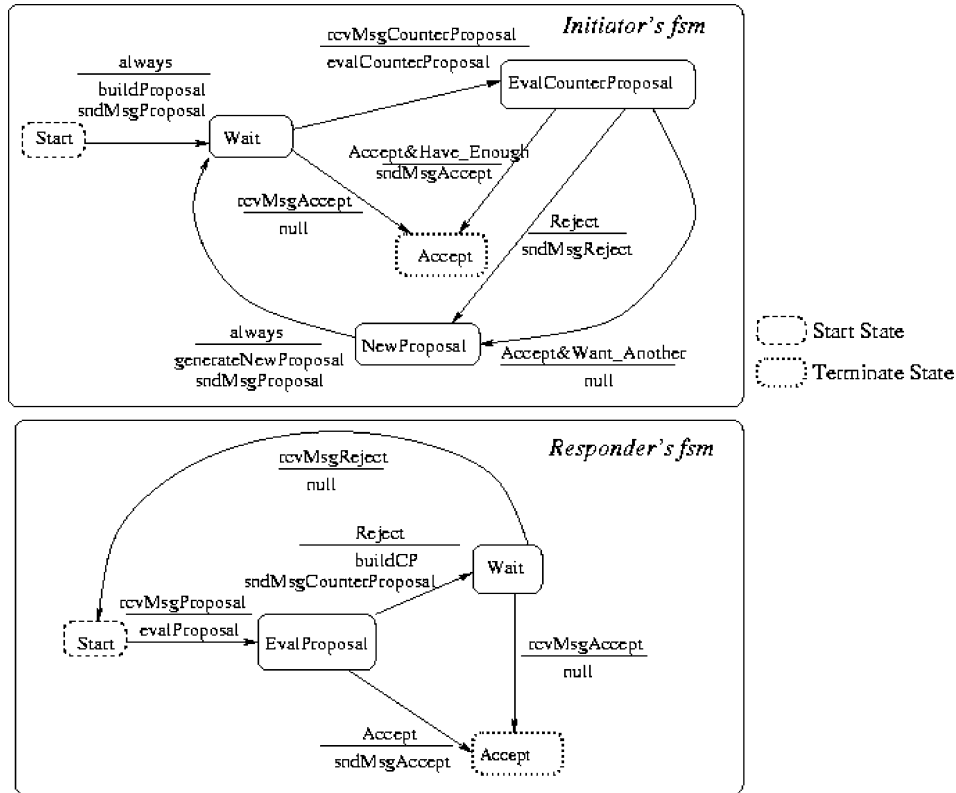 Initiator's fsm
rcvMsgCounterProposal
evalCounterProposal
always
buildProposal
sndMsgProposal
EvalCounterProposal
Start
Wait
Accept&Have_Enough
sndMsgAccept
rcvMsgAccept
null
Accept
Reject
sndMsgReject
always
generateNewProposal
sndMsgProposal
NewProposal
Accept&Want_Another
null
Start State
Terminate State
Responder's fsm
rcvMsgReject
null
Reject
buildCP
sndMsgCounterProposal
Wait
rcvMsgProposal
evalProposal
Start
EvalProposal
rcvMsgAccept
null
Accept
sndMsgAccept
Accept